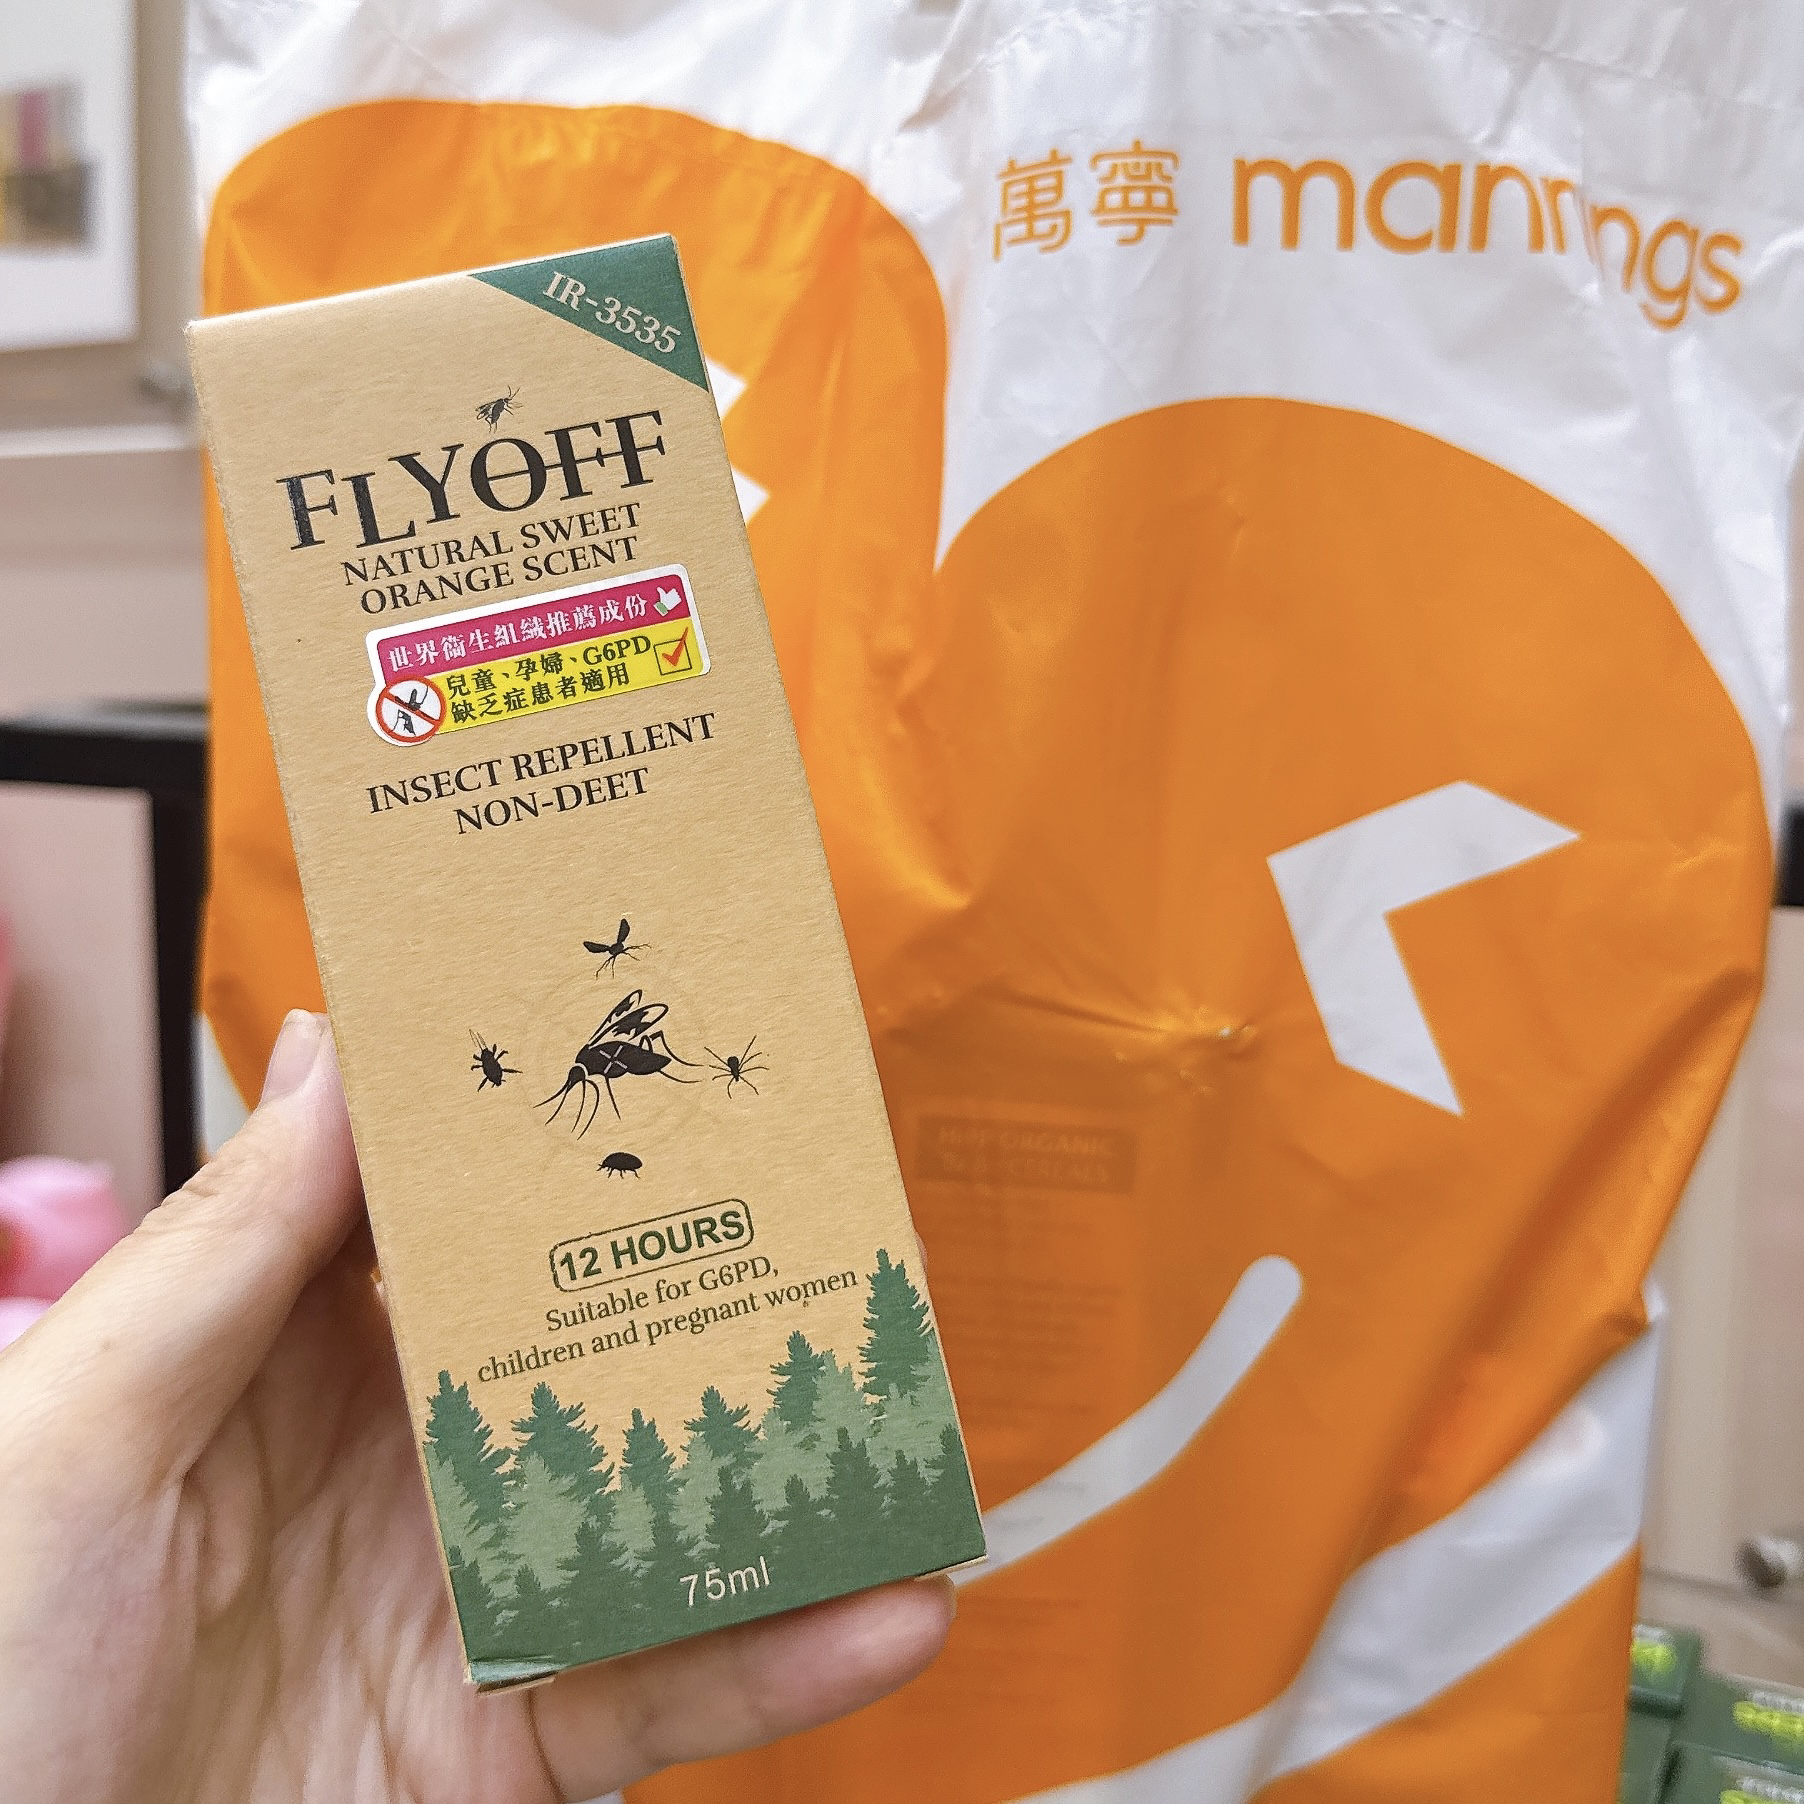 萬寧 mannings
IR-3535
FLYOFF
NATURAL SWEET
ORANGE SCENT
世界衞生組織推薦成份
兒童、孕婦、G6PD
缺乏症患者適用
INSECT REPELLENT
NON-DEET
12 HOURS
Suitable for G6PD,
children and pregnant women
75ml